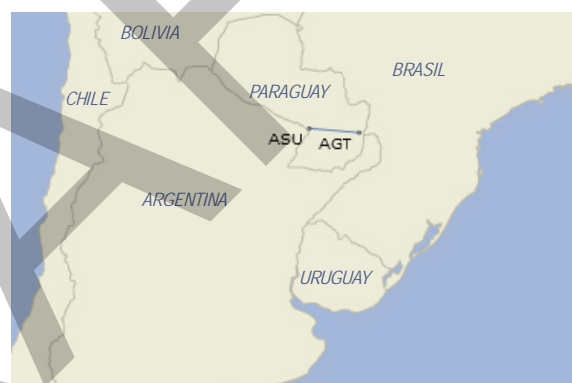 BOLIVIA
BRASIL
PARAGUAY
CHILE
ASU
AGT
ARGENTINA
URUGUAY